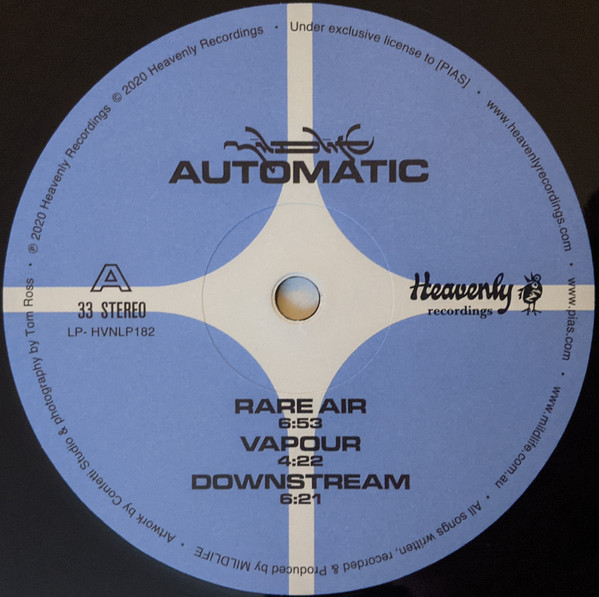 ℗ 2020 Heavenly Recordings © 2020 Heavenly Recordings · Under exclusive license to [PIAS] · www.heavenlyrecordings.com · www.pias.com · www.mildlife.com.au · All songs written, recorded & Produced by MILDLIFE · Artwork by Confetti Studio & photography by Tom Ross ·
AUTOMATIC
A
33 STEREO
LP- HVNLP182
Heavenly
recordings
RARE AIR
6:53
VAPOUR
4:22
DOWNSTREAM
6:21